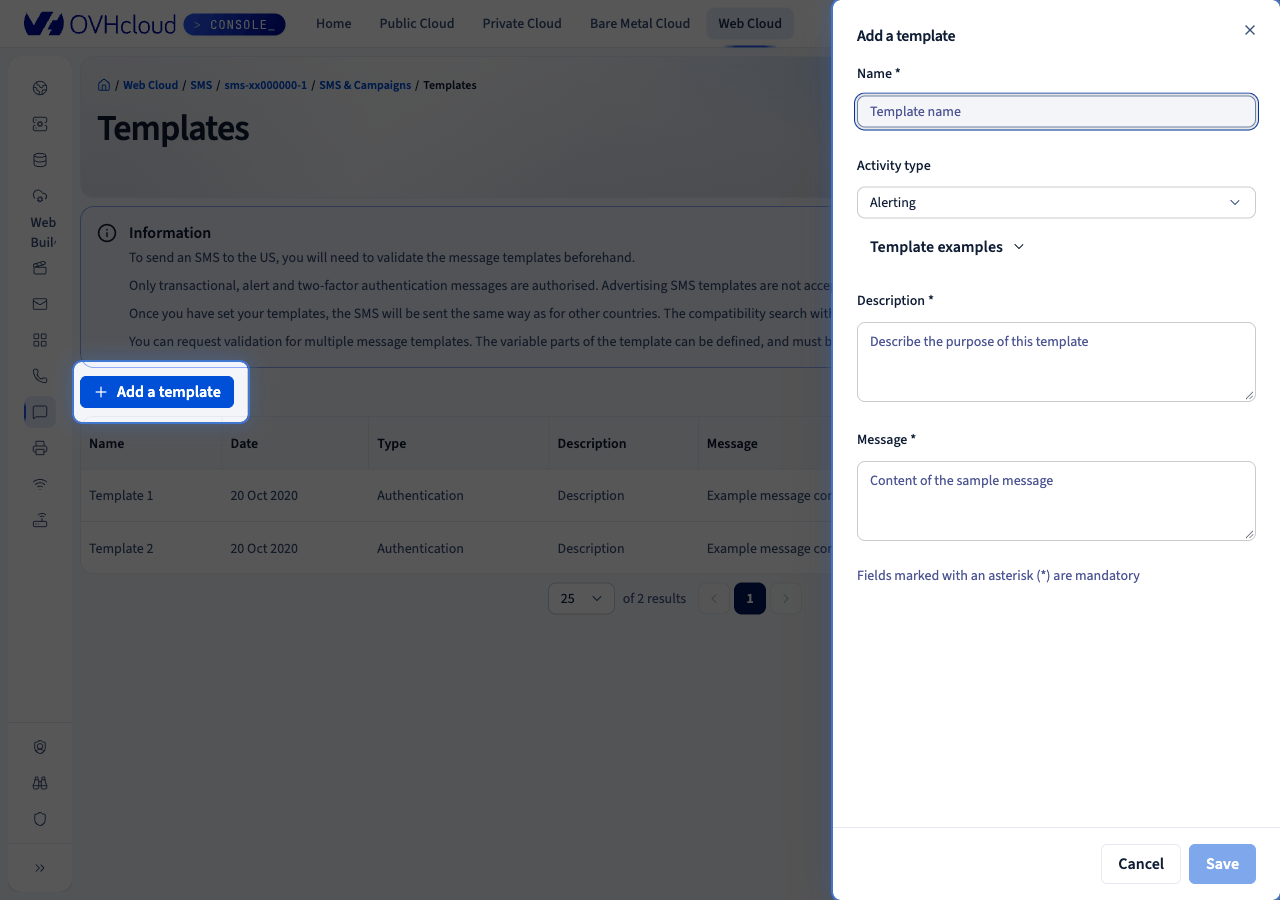 OVHcloud > CONSOLE_ Home Public Cloud Private Cloud Bare Metal Cloud Web Cloud
/ Web Cloud / SMS / sms-xx000000-1 / SMS & Campaigns / Templates
Templates
Web
Buil
Information
To send an SMS to the US, you will need to validate the message templates beforehand.
Only transactional, alert and two-factor authentication messages are authorised. Advertising SMS templates are not acce
Once you have set your templates, the SMS will be sent the same way as for other countries. The compatibility search wit
You can request validation for multiple message templates. The variable parts of the template can be defined, and must b
+ Add a template
Name Date Type Description Message
Template 1 20 Oct 2020 Authentication Description Example message co
Template 2 20 Oct 2020 Authentication Description Example message co
25 of 2 results 1
Add a template
Name *
Template name
Activity type
Alerting
Template examples
Description *
Describe the purpose of this template
Message *
Content of the sample message
Fields marked with an asterisk (*) are mandatory
Cancel Save